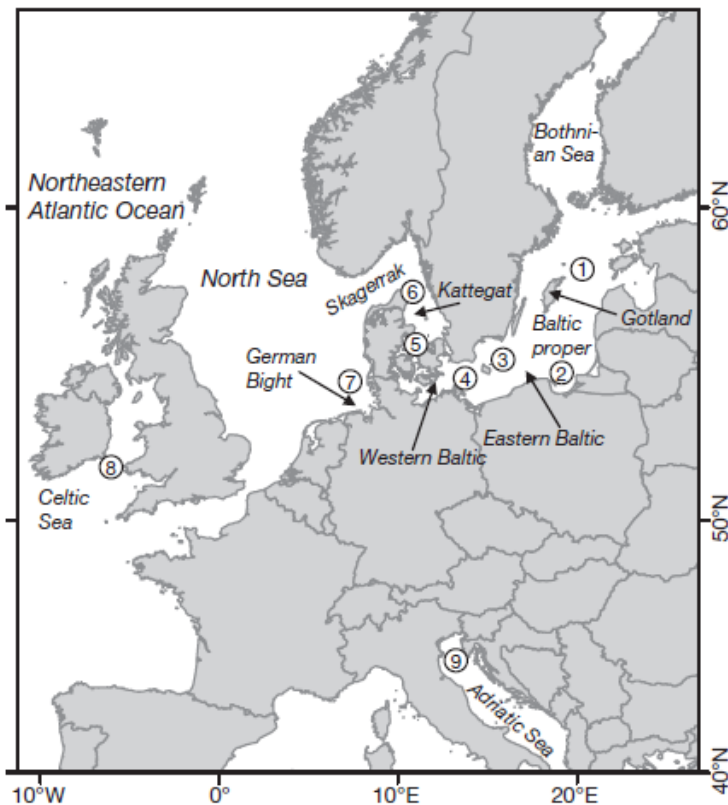 Bothni-
an Sea
Northeastern
Atlantic Ocean
60°N
North Sea
Skagerrak
1
6
Kattegat
Gotland
Baltic
proper
5
German
Bight
7
4
3
2
Western Baltic
Eastern Baltic
8
Celtic
Sea
50°N
9
Adriatic Sea
40°N
10°W
0°
10°E
20°E